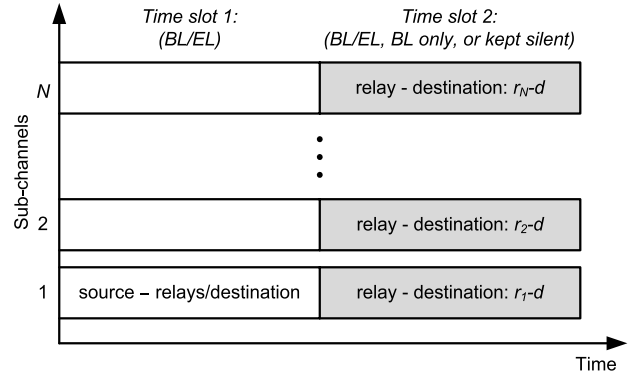 Time slot 1:
(BL/EL)
Time slot 2:
(BL/EL, BL only, or kept silent)
Sub-channels
N
relay - destination: rN-d
2
relay - destination: r2-d
1
source – relays/destination
relay - destination: r1-d
Time